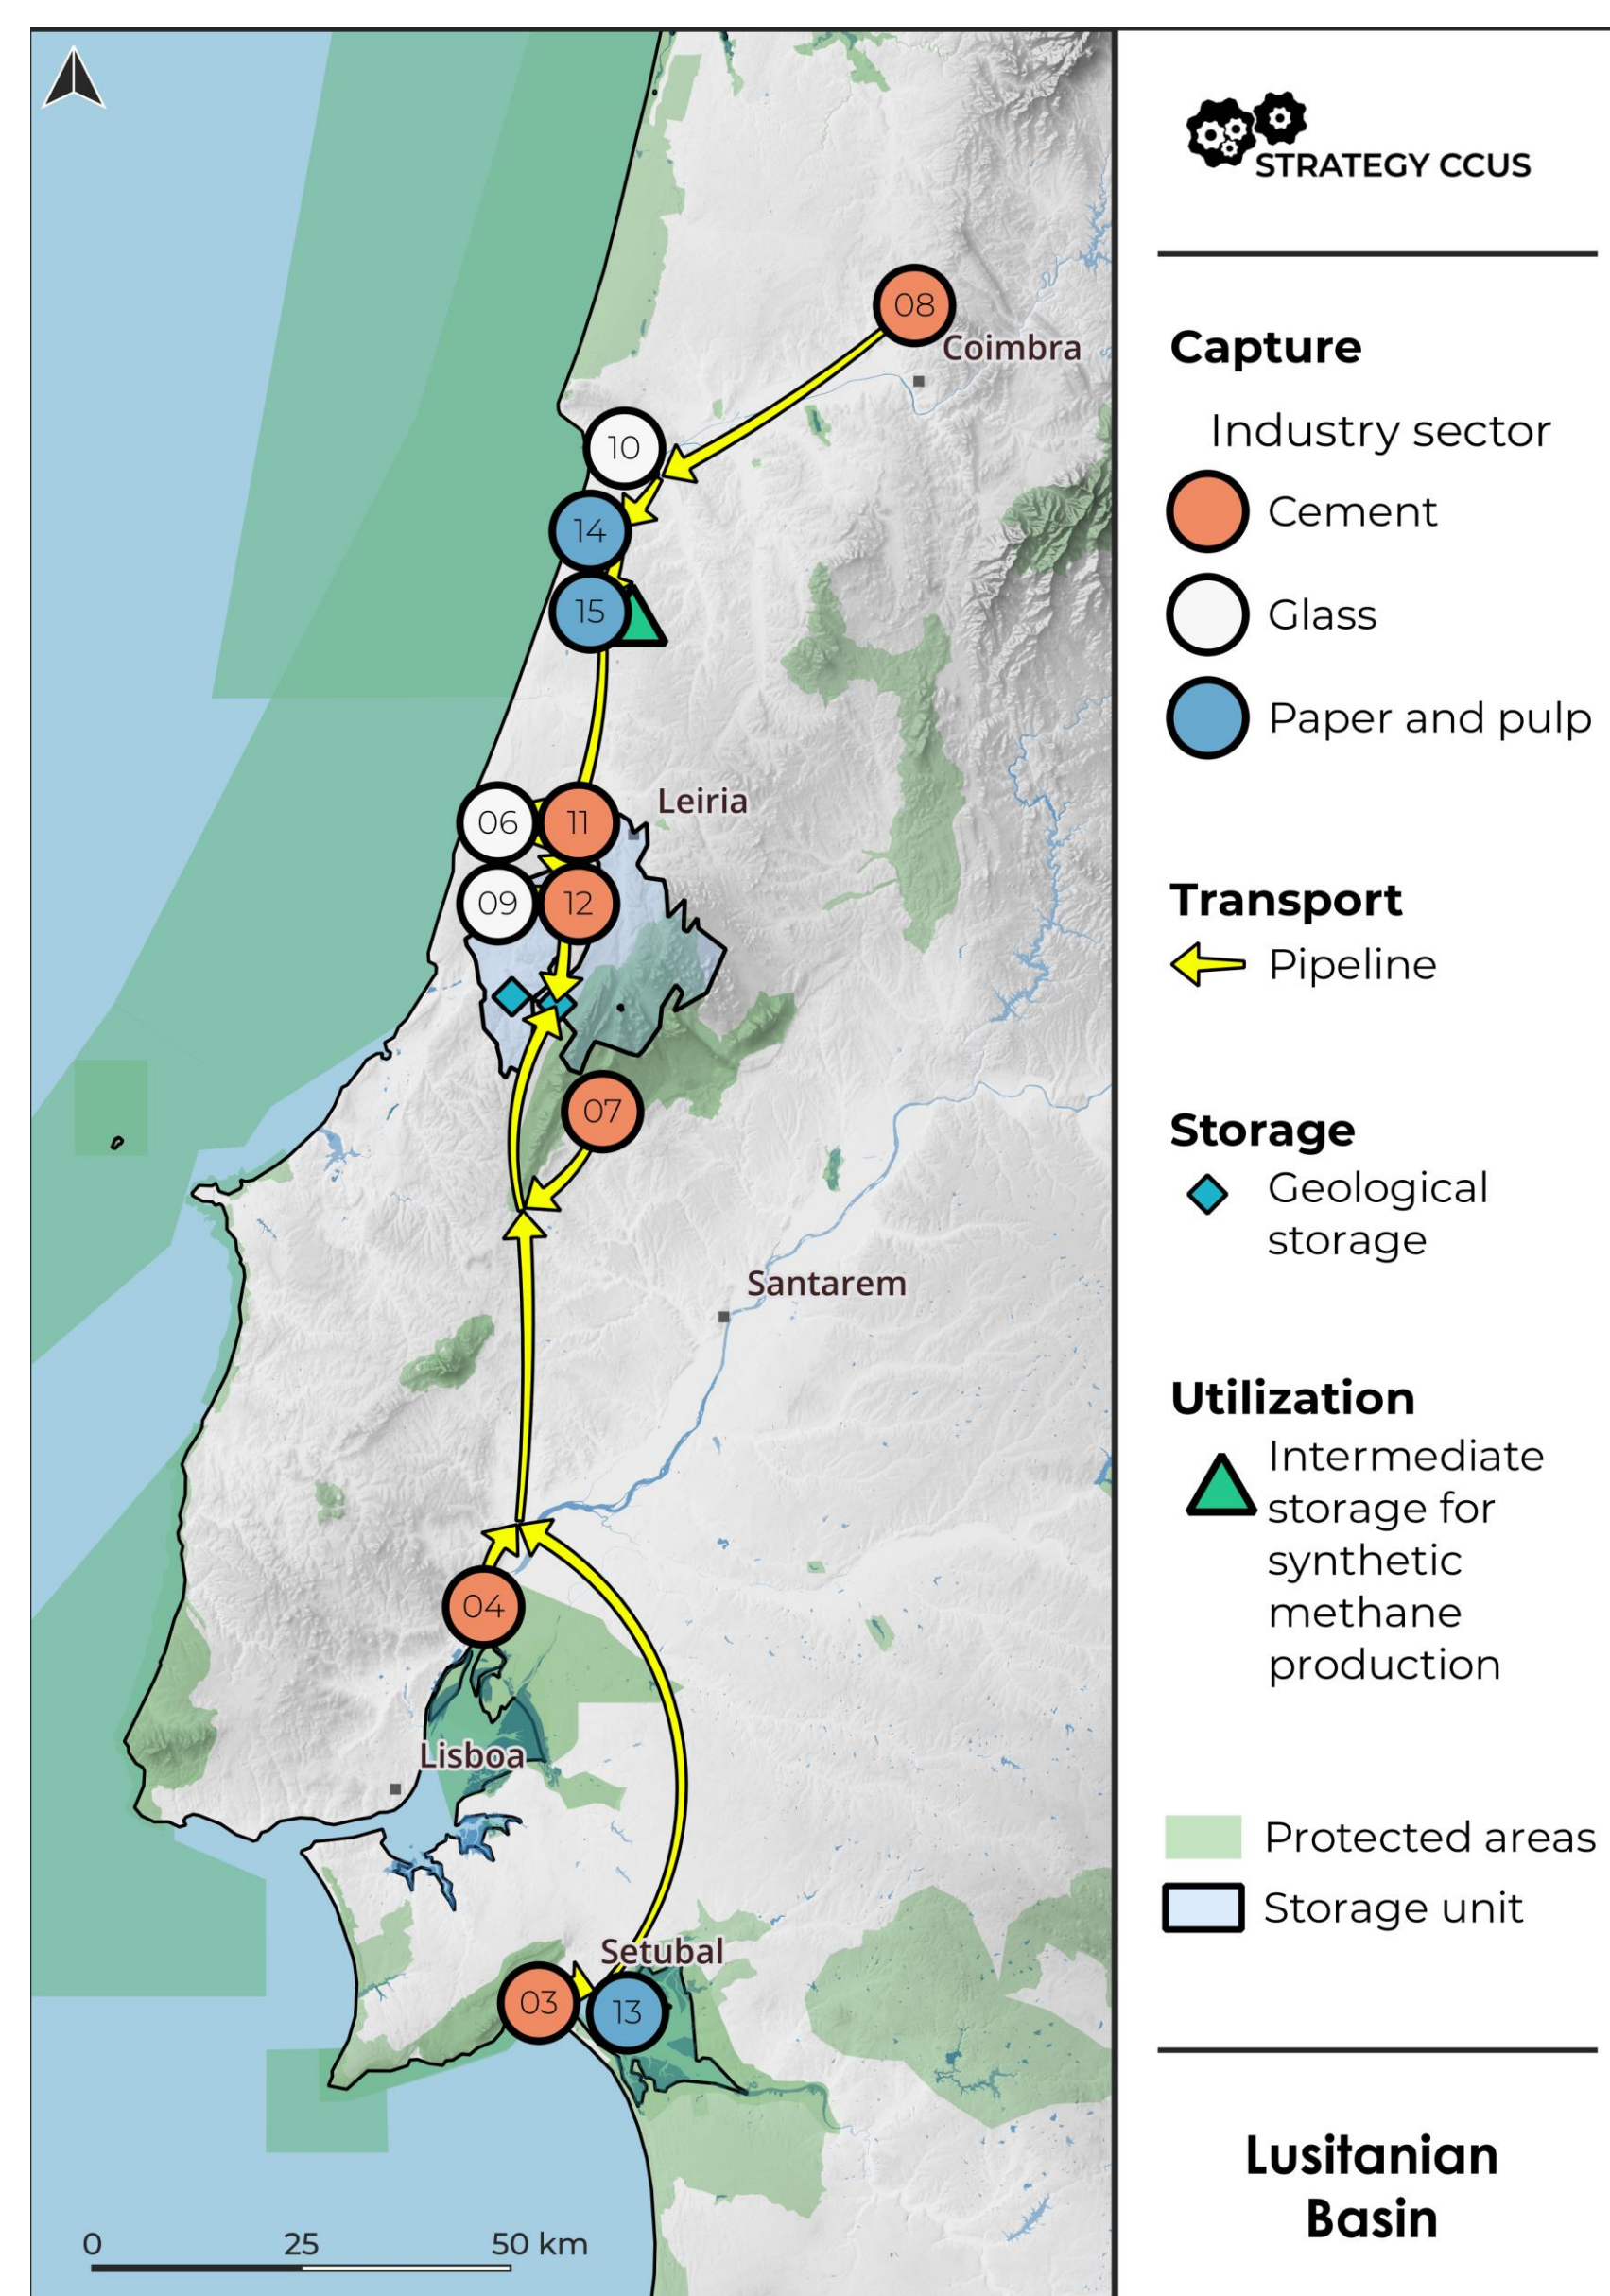 STRATEGY CCUS
Capture
Industry sector
Cement
Glass
Paper and pulp
Transport
Pipeline
Storage
Geological
storage
Utilization
Intermediate
storage for
synthetic
methane
production
Protected areas
Storage unit
Lusitanian
Basin
08
Coimbra
10
14
15
Leiria
06
11
09
12
07
Santarem
04
Lisboa
Setubal
03
13
0 25 50 km